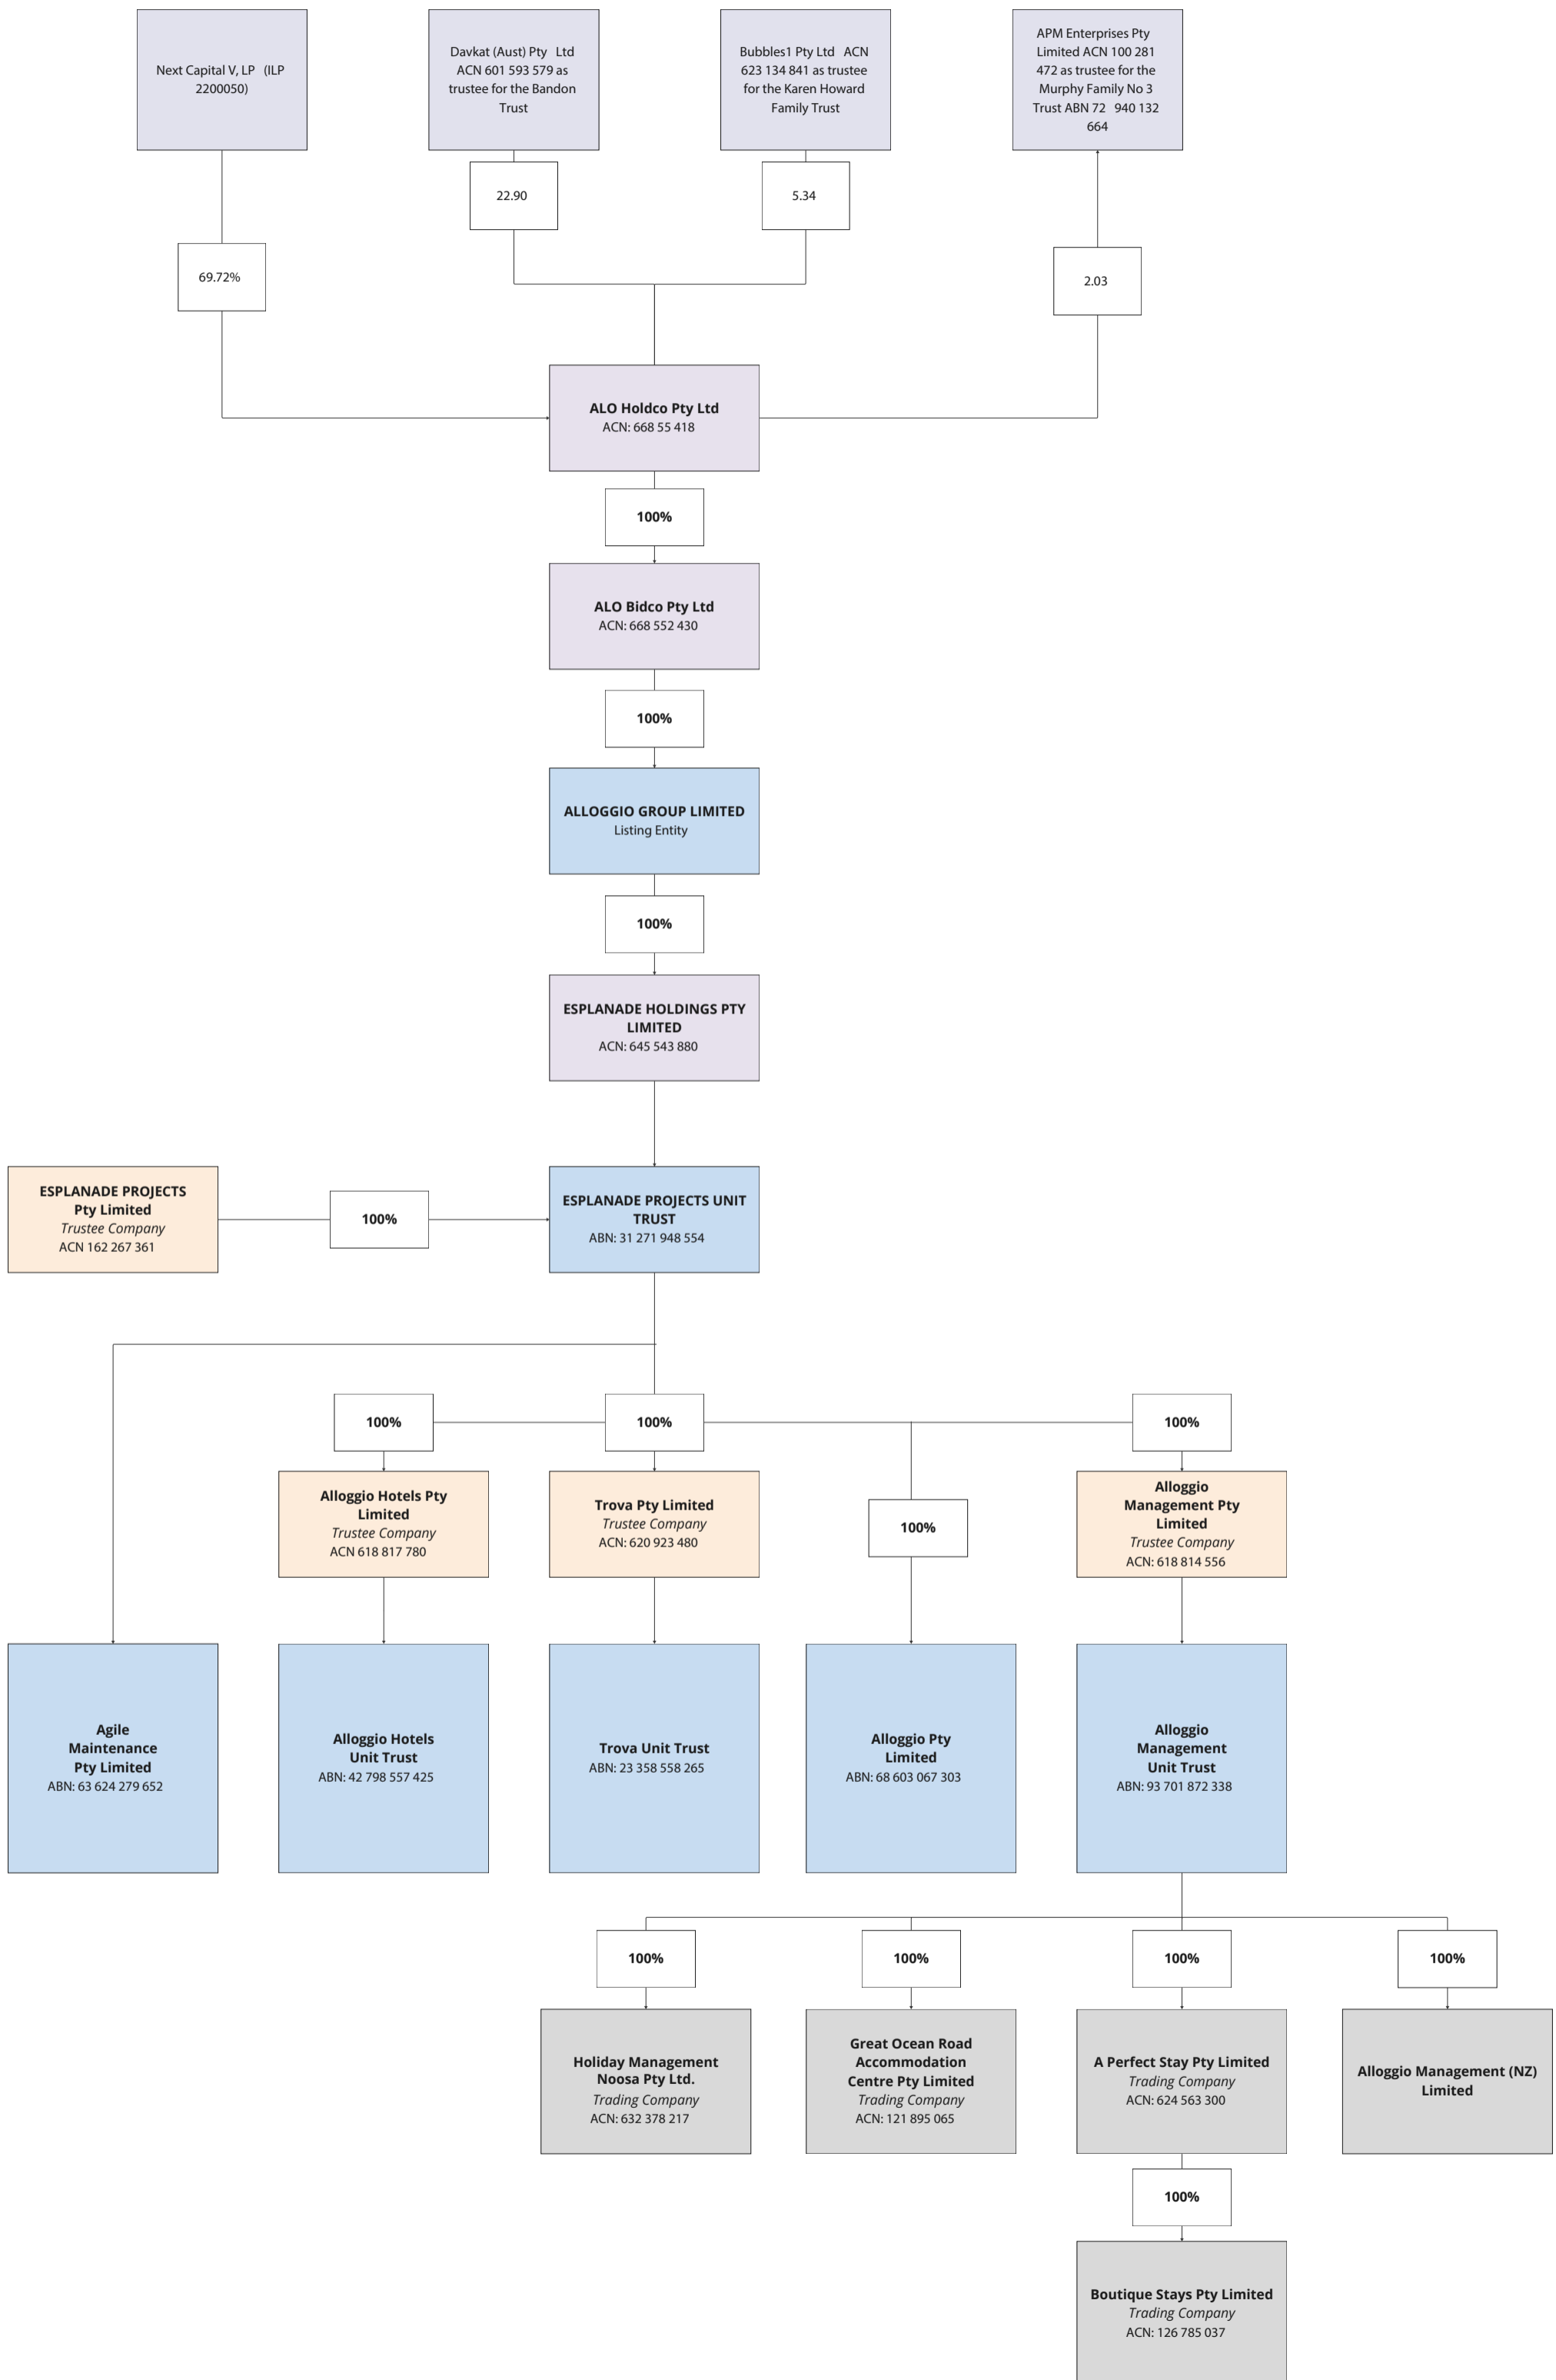 Next Capital V, LP (ILP
2200050)
Davkat (Aust) Pty Ltd
ACN 601 593 579 as
trustee for the Bandon
Trust
Bubbles1 Pty Ltd ACN
623 134 841 as trustee
for the Karen Howard
Family Trust
APM Enterprises Pty
Limited ACN 100 281
472 as trustee for the
Murphy Family No 3
Trust ABN 72 940 132
664
22.90
5.34
69.72%
2.03
ALO Holdco Pty Ltd
ACN: 668 55 418
100%
ALO Bidco Pty Ltd
ACN: 668 552 430
100%
ALLOGGIO GROUP LIMITED
Listing Entity
100%
ESPLANADE HOLDINGS PTY
LIMITED
ACN: 645 543 880
ESPLANADE PROJECTS
Pty Limited
Trustee Company
ACN 162 267 361
100%
ESPLANADE PROJECTS UNIT
TRUST
ABN: 31 271 948 554
100%
100%
100%
Alloggio Hotels Pty
Limited
Trustee Company
ACN 618 817 780
Trova Pty Limited
Trustee Company
ACN: 620 923 480
100%
Alloggio
Management Pty
Limited
Trustee Company
ACN: 618 814 556
Agile
Maintenance
Pty Limited
ABN: 63 624 279 652
Alloggio Hotels
Unit Trust
ABN: 42 798 557 425
Trova Unit Trust
ABN: 23 358 558 265
Alloggio Pty
Limited
ABN: 68 603 067 303
Alloggio
Management
Unit Trust
ABN: 93 701 872 338
100%
100%
100%
100%
Holiday Management
Noosa Pty Ltd.
Trading Company
ACN: 632 378 217
Great Ocean Road
Accommodation
Centre Pty Limited
Trading Company
ACN: 121 895 065
A Perfect Stay Pty Limited
Trading Company
ACN: 624 563 300
Alloggio Management (NZ)
Limited
100%
Boutique Stays Pty Limited
Trading Company
ACN: 126 785 037